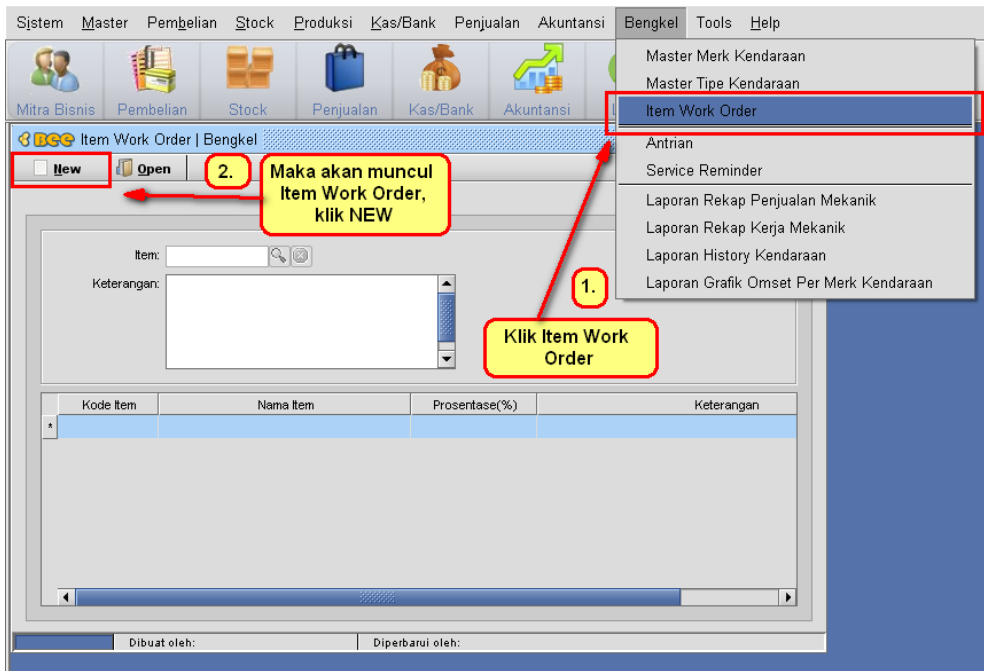 Sistem Master Pembelian Stock Produksi Kas/Bank Penjualan Akuntansi Bengkel Tools Help
Mitra Bisnis Pembelian Stock Penjualan Kas/Bank Akuntansi
Master Merk Kendaraan
Master Tipe Kendaraan
Item Work Order
Antrian
Service Reminder
Laporan Rekap Penjualan Mekanik
Laporan Rekap Kerja Mekanik
Laporan History Kendaraan
Laporan Grafik Omset Per Merk Kendaraan
BEE Item Work Order | Bengkel
New Open
2.
Maka akan muncul
Item Work Order,
klik NEW
Item:
Keterangan:
1.
Klik Item Work
Order
Kode Item Nama Item Prosentase(%) Keterangan
*
Dibuat oleh: Diperbarui oleh: